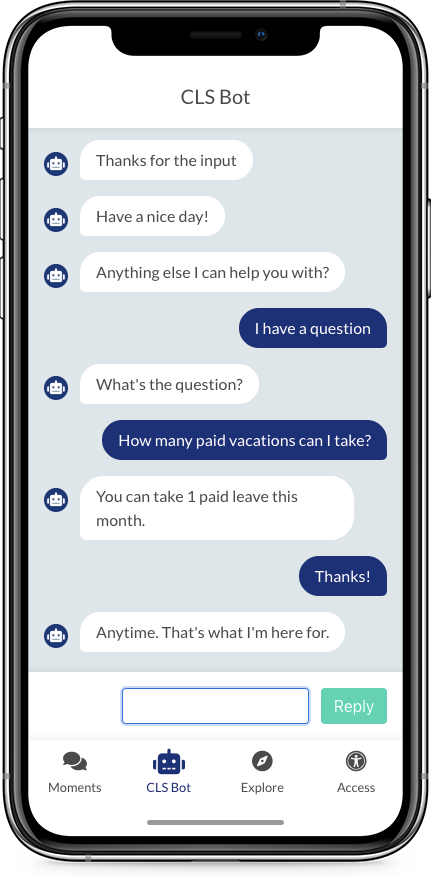 CLS Bot
Thanks for the input
Have a nice day!
Anything else I can help you with?
I have a question
What's the question?
How many paid vacations can I take?
You can take 1 paid leave this
month.
Thanks!
Anytime. That's what I'm here for.
Reply
Moments
CLS Bot
Explore
Access